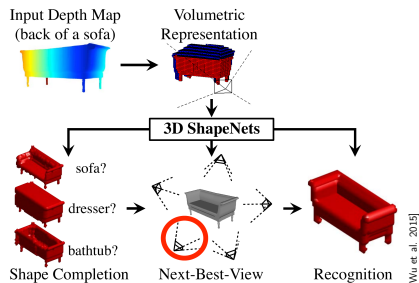 Input Depth Map
(back of a sofa)
Volumetric
Representation
3D ShapeNets
sofa?
dresser?
bathtub?
Shape Completion
Next-Best-View
Recognition
Wu et al. 2015]